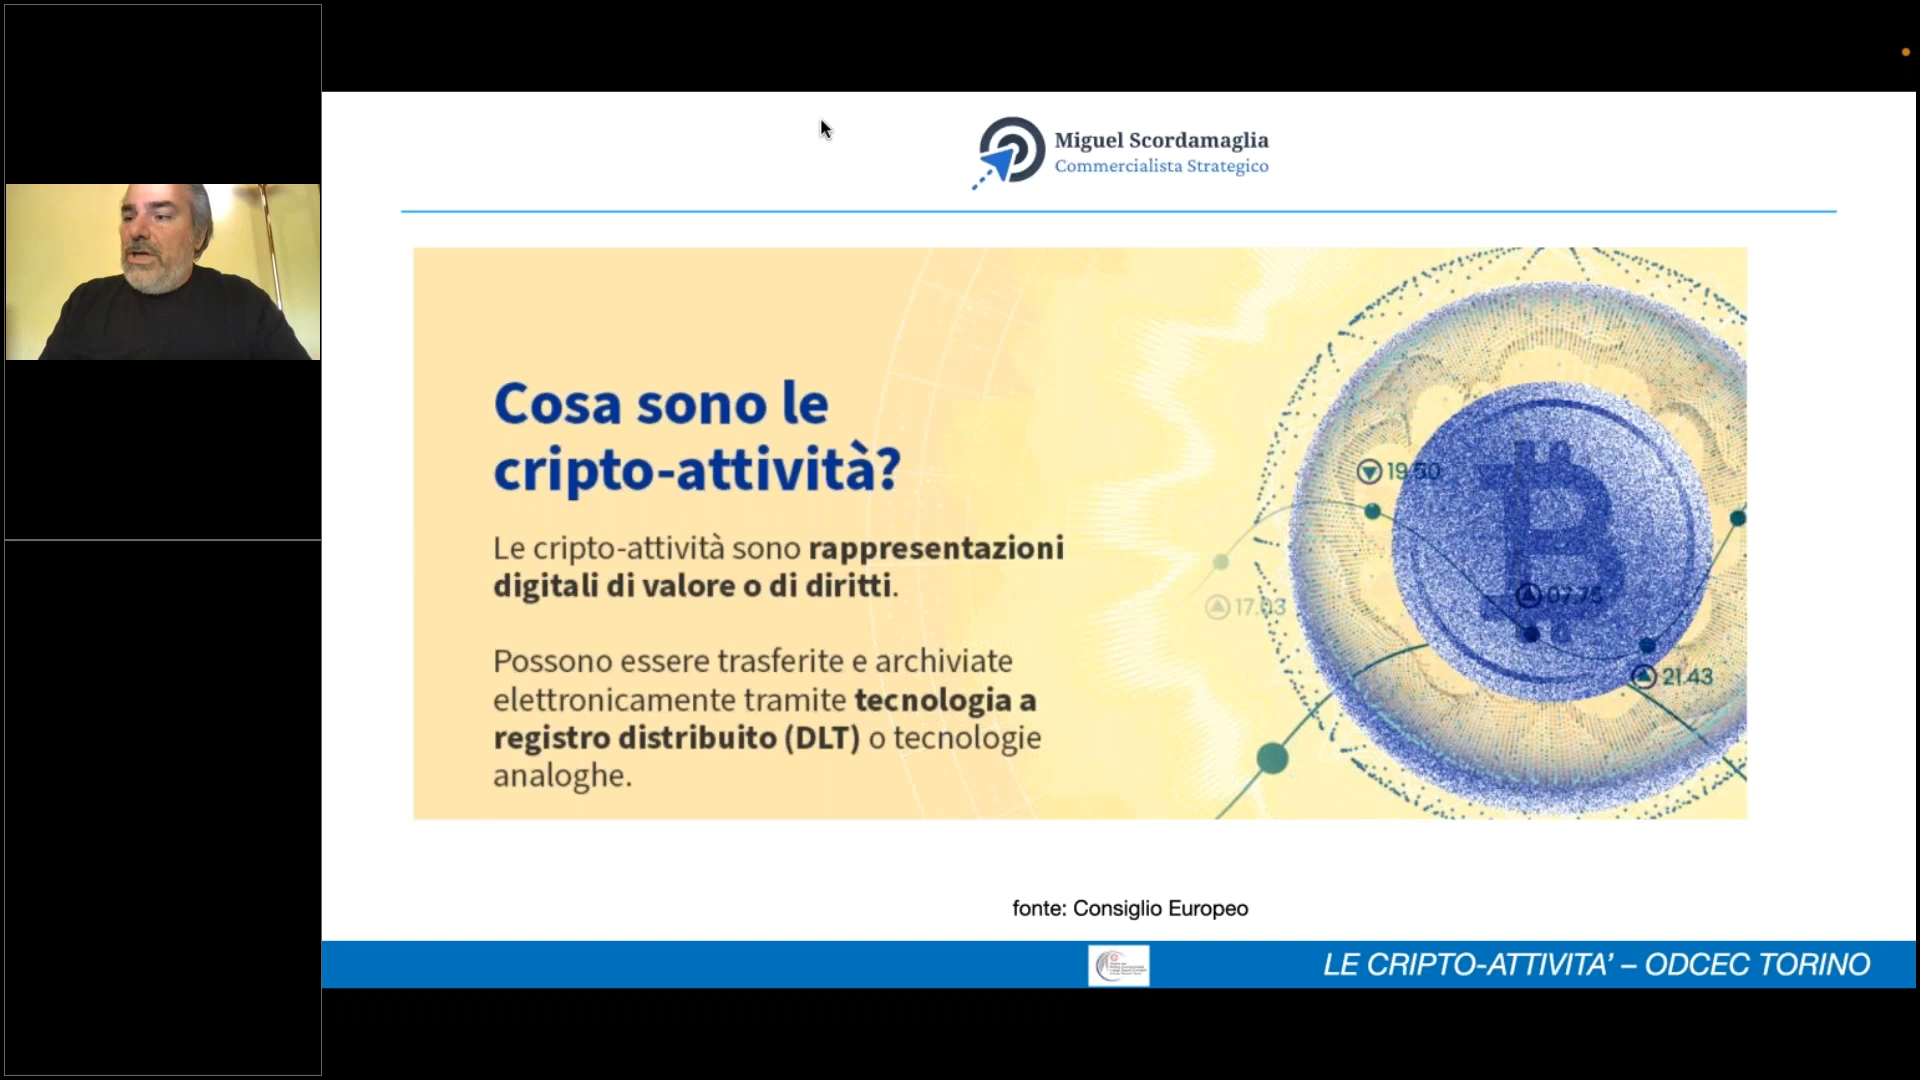 Miguel Scordamaglia
Commercialista Strategico
Cosa sono le
cripto-attività?
Le cripto-attività sono rappresentazioni
digitali di valore o di diritti.
Possono essere trasferite e archiviate
elettronicamente tramite tecnologia a
registro distribuito (DLT) o tecnologie
analoghe.
19.50
17.03
07.75
21.43
fonte: Consiglio Europeo
LE CRIPTO-ATTIVITA’ – ODCEC TORINO